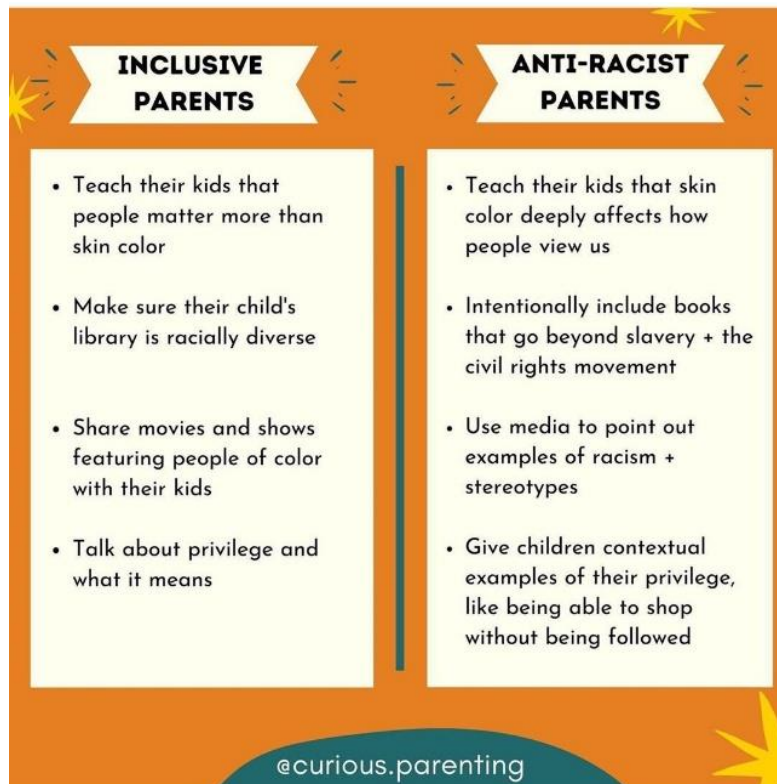 INCLUSIVE
PARENTS
• Teach their kids that
people matter more than
skin color
• Make sure their child's
library is racially diverse
• Share movies and shows
featuring people of color
with their kids
• Talk about privilege and
what it means
ANTI-RACIST
PARENTS
• Teach their kids that skin
color deeply affects how
people view us
• Intentionally include books
that go beyond slavery + the
civil rights movement
• Use media to point out
examples of racism +
stereotypes
• Give children contextual
examples of their privilege,
like being able to shop
without being followed
@curious.parenting